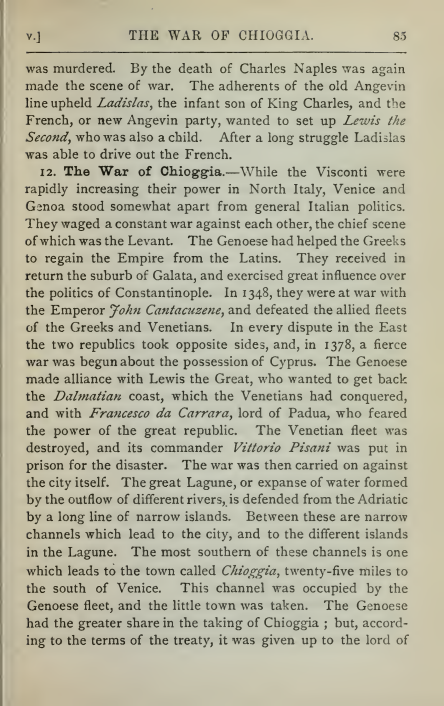 v.] THE WAR OF CHIOGGIA. 85
was murdered. By the death of Charles Naples was again
made the scene of war. The adherents of the old Angevin
line upheld Ladislas, the infant son of King Charles, and the
French, or new Angevin party, wanted to set up Lewis the
Second, who was also a child. After a long struggle Ladislas
was able to drive out the French.
12. The War of Chioggia.—While the Visconti were
rapidly increasing their power in North Italy, Venice and
Genoa stood somewhat apart from general Italian politics.
They waged a constant war against each other, the chief scene
of which was the Levant. The Genoese had helped the Greeks
to regain the Empire from the Latins. They received in
return the suburb of Galata, and exercised great influence over
the politics of Constantinople. In 1348, they were at war with
the Emperor John Cantacuzene, and defeated the allied fleets
of the Greeks and Venetians. In every dispute in the East
the two republics took opposite sides, and, in 1378, a fierce
war was begun about the possession of Cyprus. The Genoese
made alliance with Lewis the Great, who wanted to get back
the Dalmatian coast, which the Venetians had conquered,
and with Francesco da Carrara, lord of Padua, who feared
the power of the great republic. The Venetian fleet was
destroyed, and its commander Vittorio Pisani was put in
prison for the disaster. The war was then carried on against
the city itself. The great Lagune, or expanse of water formed
by the outflow of different rivers, is defended from the Adriatic
by a long line of narrow islands. Between these are narrow
channels which lead to the city, and to the different islands
in the Lagune. The most southern of these channels is one
which leads to the town called Chioggia, twenty-five miles to
the south of Venice. This channel was occupied by the
Genoese fleet, and the little town was taken. The Genoese
had the greater share in the taking of Chioggia ; but, accord-
ing to the terms of the treaty, it was given up to the lord of